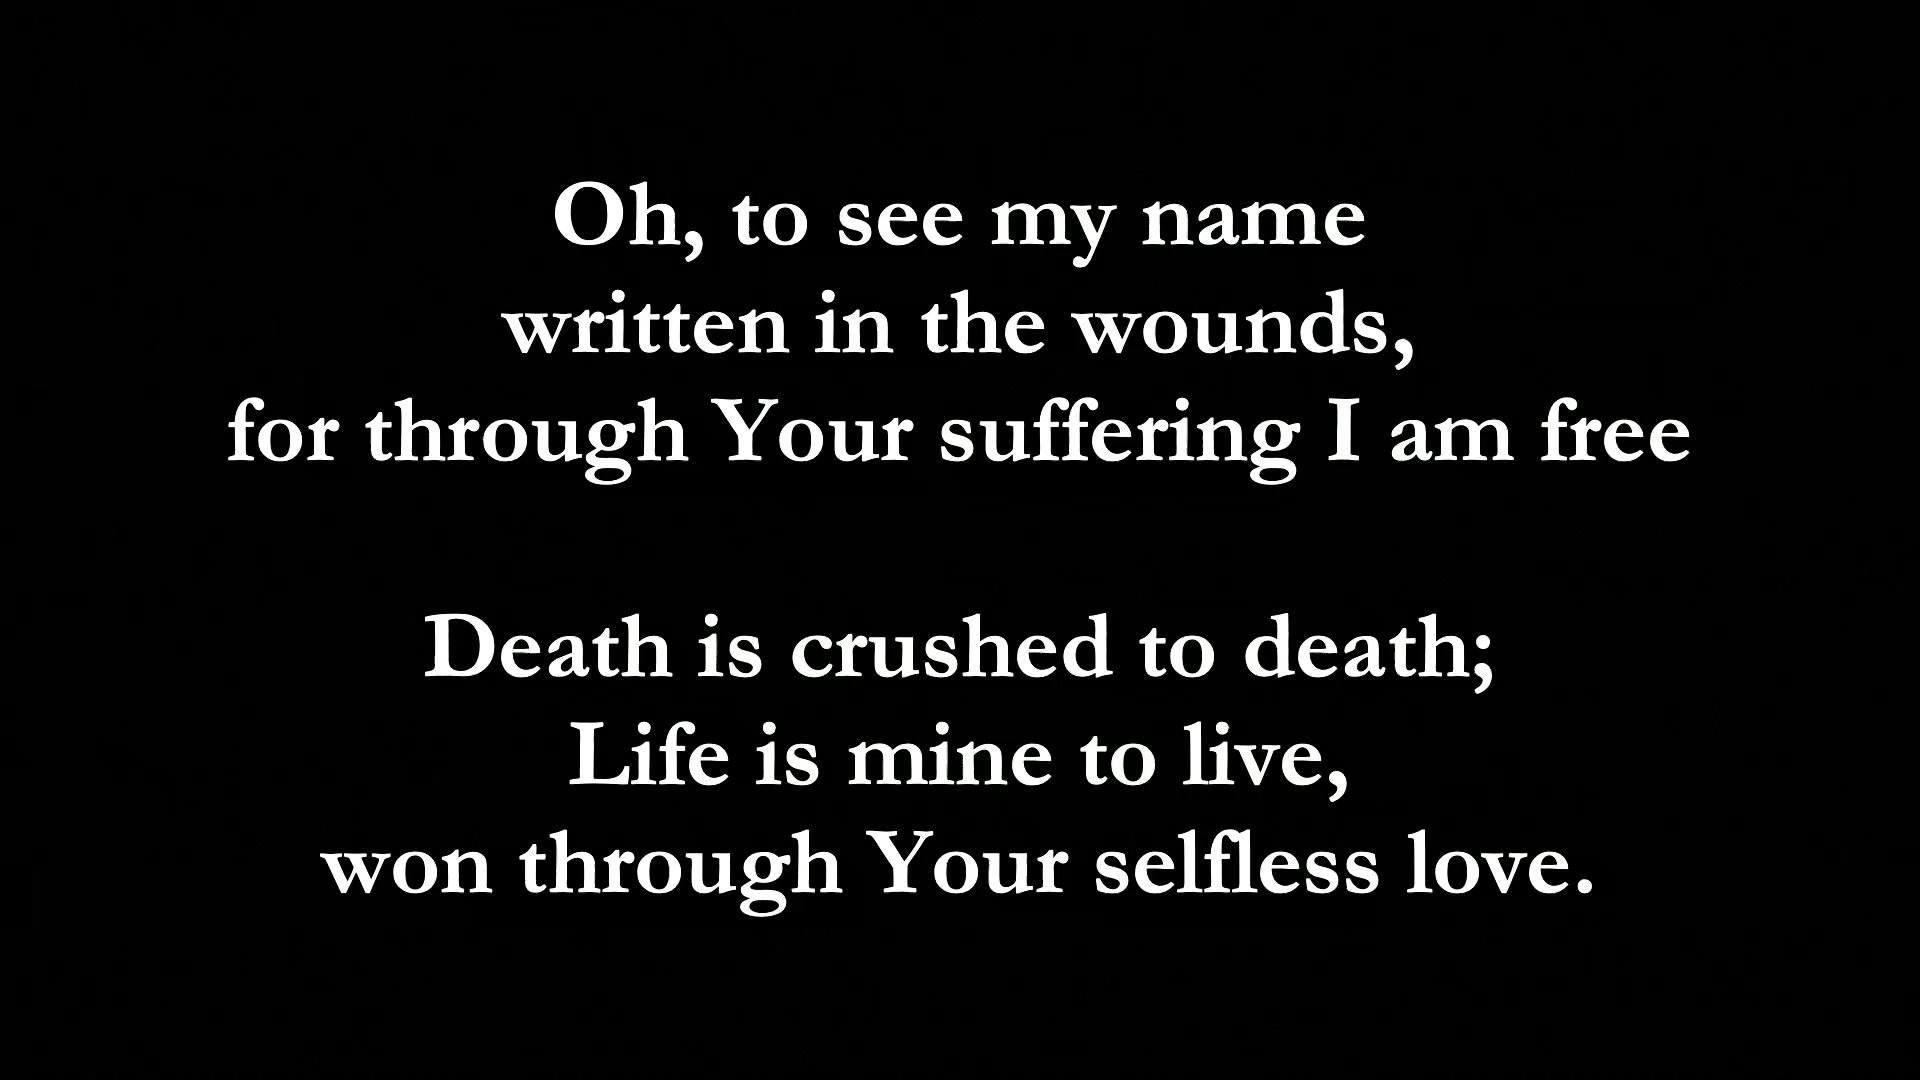 Oh, to see my name
written in the wounds,
for through Your suffering I am free
Death is crushed to death;
Life is mine to live,
won through Your selfless love.